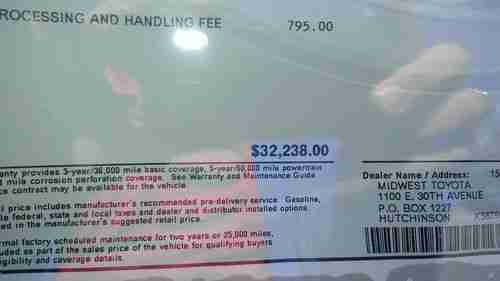 ROCESSING AND HANDLING FEE 795.00
$32,238.00
anty provides 3-year/36,000 mile basic coverage, 5-year/60,000 mile powertrain
d mile corrosion perforation coverage. See Warranty and Maintenance Guide
ce contract may be available for the vehicle
l price includes manufacturer's recommended pre-delivery service. Gasoline,
le federal, state and local taxes and dealer and distributor installed options
ed in the manufacturer's suggested retail price.
rmal factory scheduled maintenance for two years or 25,000 miles,
uded as part of the sales price of the vehicle for qualifying buyers
igibility and coverage details.
Dealer Name / Address: 15
MIDWEST TOYOTA
1100 E. 30TH AVENUE
P.O. BOX 1227
HUTCHINSON